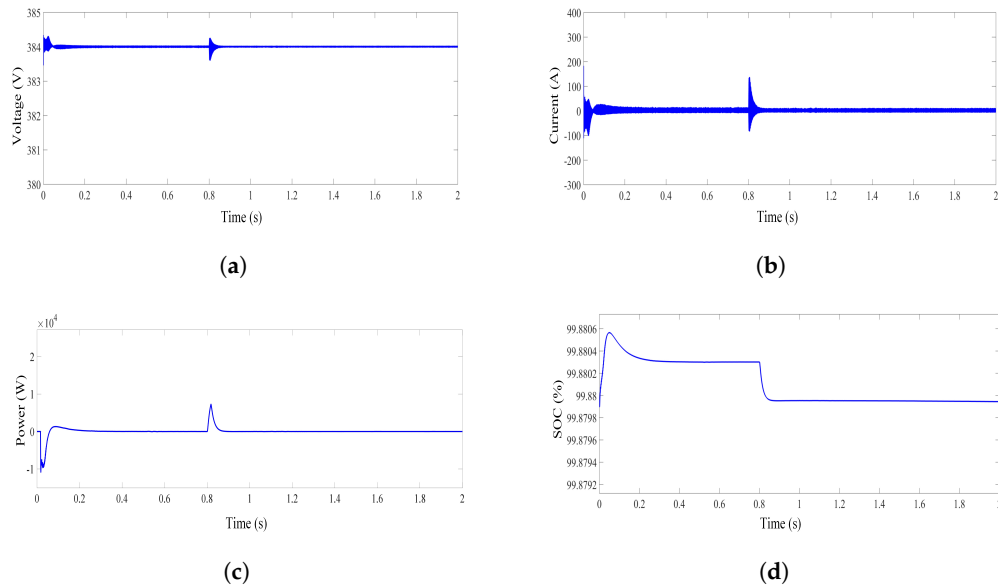 385
384
383
382
381
380
Voltage (V)
0 0.2 0.4 0.6 0.8 1 1.2 1.4 1.6 1.8 2
Time (s)
(a)
400
300
200
100
0
-100
-200
-300
Current (A)
0 0.2 0.4 0.6 0.8 1 1.2 1.4 1.6 1.8 2
Time (s)
(b)
×10⁴
2
1
0
-1
Power (W)
0 0.2 0.4 0.6 0.8 1 1.2 1.4 1.6 1.8 2
Time (s)
(c)
99.8806
99.8804
99.8802
99.88
99.8798
99.8796
99.8794
99.8792
SOC (%)
0 0.2 0.4 0.6 0.8 1 1.2 1.4 1.6 1.8 2
Time (s)
(d)